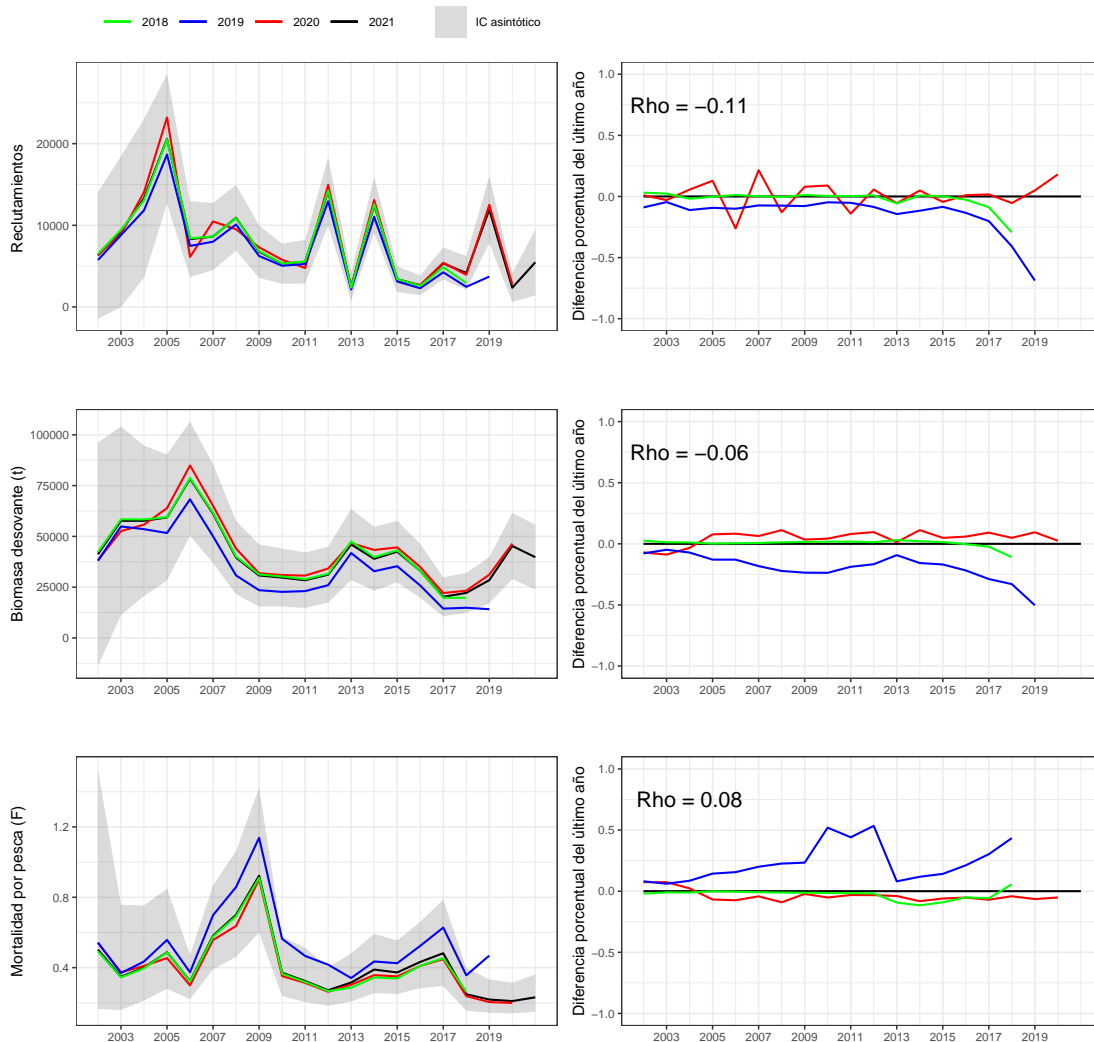 2018 2019 2020 2021 IC asintótico
Reclutamientos
20000
10000
0
2003 2005 2007 2009 2011 2013 2015 2017 2019
Diferencia porcentual del último año
Rho = −0.11
1.0
0.5
0.0
−0.5
−1.0
2003 2005 2007 2009 2011 2013 2015 2017 2019
Biomasa desovante (t)
100000
75000
50000
25000
0
2003 2005 2007 2009 2011 2013 2015 2017 2019
Diferencia porcentual del último año
Rho = −0.06
1.0
0.5
0.0
−0.5
−1.0
2003 2005 2007 2009 2011 2013 2015 2017 2019
Mortalidad por pesca (F)
1.2
0.8
0.4
2003 2005 2007 2009 2011 2013 2015 2017 2019
Diferencia porcentual del último año
Rho = 0.08
1.0
0.5
0.0
−0.5
−1.0
2003 2005 2007 2009 2011 2013 2015 2017 2019